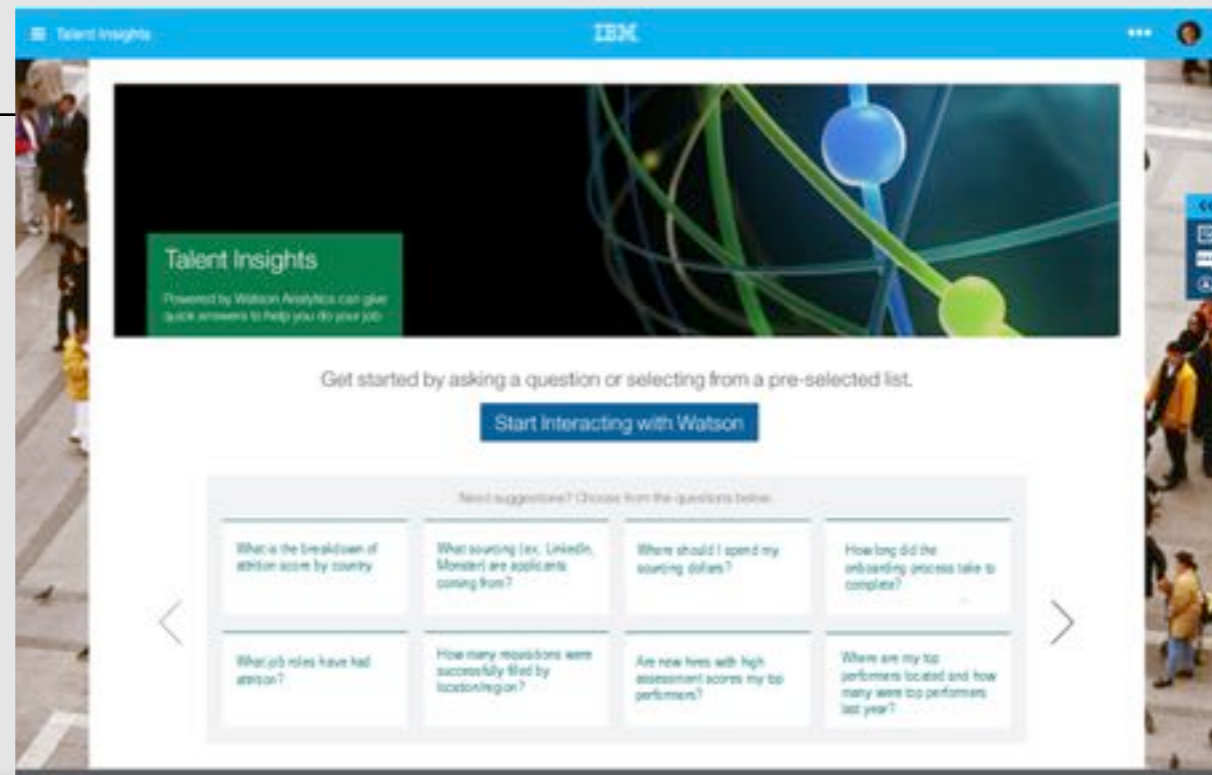 Talent Insights
IBM
Talent Insights
Powered by Watson Analytics can give
quick answers to help you do your job
Get started by asking a question or selecting from a pre-selected list.
Start Interacting with Watson
Need suggestions? Choose from the questions below.
What is the breakdown of
attrition score by country
What sourcing (ex. LinkedIn,
Monster) are applicants
coming from?
Where should I spend my
sourcing dollars?
How long did the
onboarding process take to
complete?
What job roles have had
attrition?
How many requisitions were
successfully filled by
location/region?
Are new hires with high
assessment scores my top
performers?
Where are my top
performers located and how
many were top performers
last year?